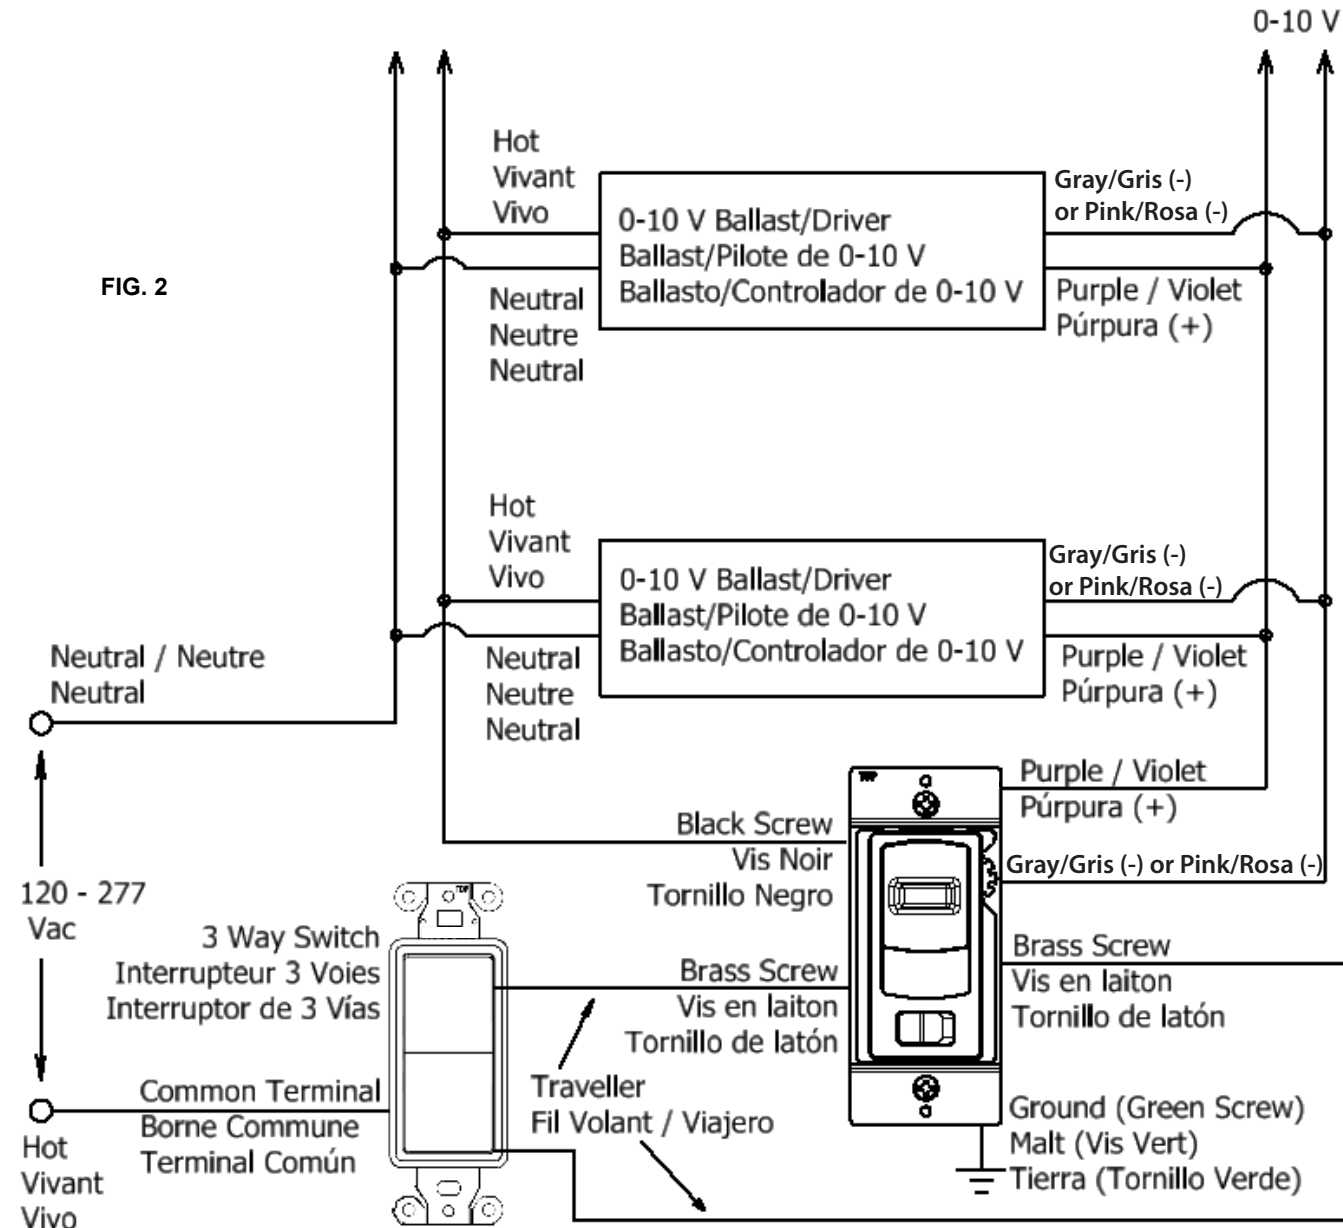 0-10 V
Hot
Vivant
Vivo
Gray/Gris (-)
or Pink/Rosa (-)
0-10 V Ballast/Driver
Ballast/Pilote de 0-10 V
Ballasto/Controlador de 0-10 V
FIG. 2
Neutral
Neutre
Neutral
Purple / Violet
Púrpura (+)
Hot
Vivant
Vivo
Gray/Gris (-)
or Pink/Rosa (-)
0-10 V Ballast/Driver
Ballast/Pilote de 0-10 V
Ballasto/Controlador de 0-10 V
Neutral / Neutre
Neutral
Neutral
Neutre
Neutral
Purple / Violet
Púrpura (+)
TOP
Purple / Violet
Púrpura (+)
Black Screw
Vis Noir
Tornillo Negro
Gray/Gris (-) or Pink/Rosa (-)
120 - 277
Vac
TOP
3 Way Switch
Interrupteur 3 Voies
Interruptor de 3 Vías
Brass Screw
Vis en laiton
Tornillo de latón
Brass Screw
Vis en laiton
Tornillo de latón
Common Terminal
Borne Commune
Terminal Común
Traveller
Fil Volant / Viajero
Ground (Green Screw)
Malt (Vis Vert)
Tierra (Tornillo Verde)
Hot
Vivant
Vivo